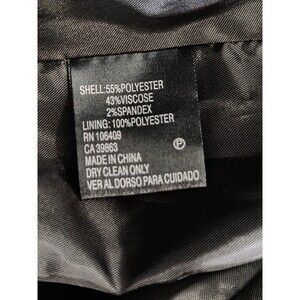 SHELL:55%POLYESTER
43%VISCOSE
2%SPANDEX
LINING: 100%POLYESTER
RN 106409
CA 39863
MADE IN CHINA
DRY CLEAN ONLY
VER AL DORSO PARA CUIDADO
P